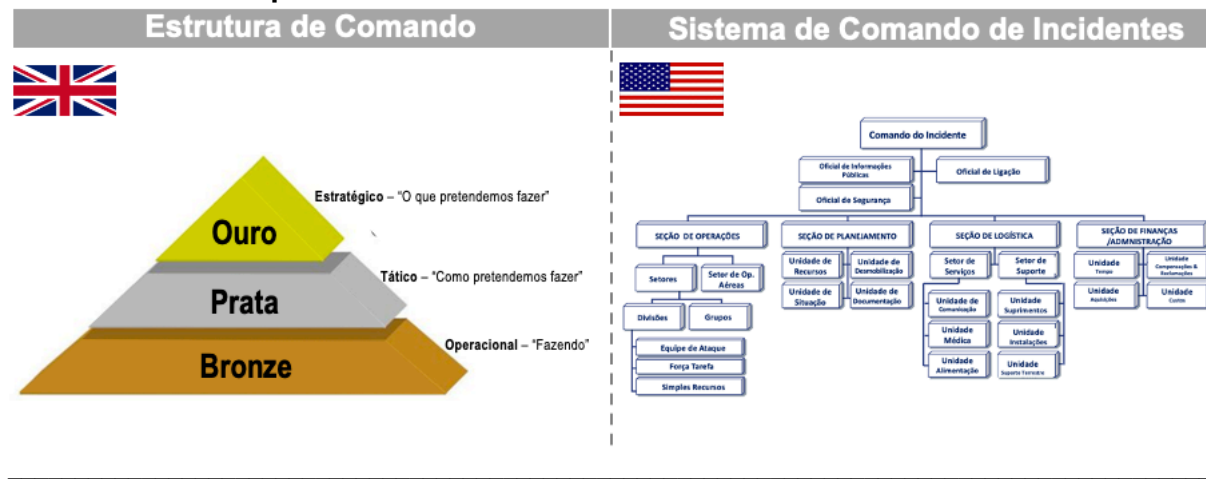 Estrutura de Comando
Sistema de Comando de Incidentes
Estratégico – “O que pretendemos fazer”
Ouro
Tático – “Como pretendemos fazer”
Prata
Operacional – “Fazendo”
Bronze
Comando do Incidente
Oficial de Informações
Públicas
Oficial de Ligação
Oficial de Segurança
SEÇÃO DE OPERAÇÕES
Setores
Setor de Op.
Aéreas
Divisões
Grupos
Equipe de Ataque
Força Tarefa
Simples Recursos
SEÇÃO DE PLANEJAMENTO
Unidade de
Recursos
Unidade de
Desmobilização
Unidade de
Situação
Unidade de
Documentação
SEÇÃO DE LOGÍSTICA
Setor de
Serviços
Setor de
Suporte
Unidade de
Comunicação
Unidade
Suprimentos
Unidade
Médica
Unidade
Instalações
Unidade
Alimentação
Unidade
Suporte Terrestre
SEÇÃO DE FINANÇAS
/ADMNISTRAÇÃO
Unidade
Tempo
Unidade
Compensações &
Reclamações
Unidade
Aquisições
Unidade
Custos